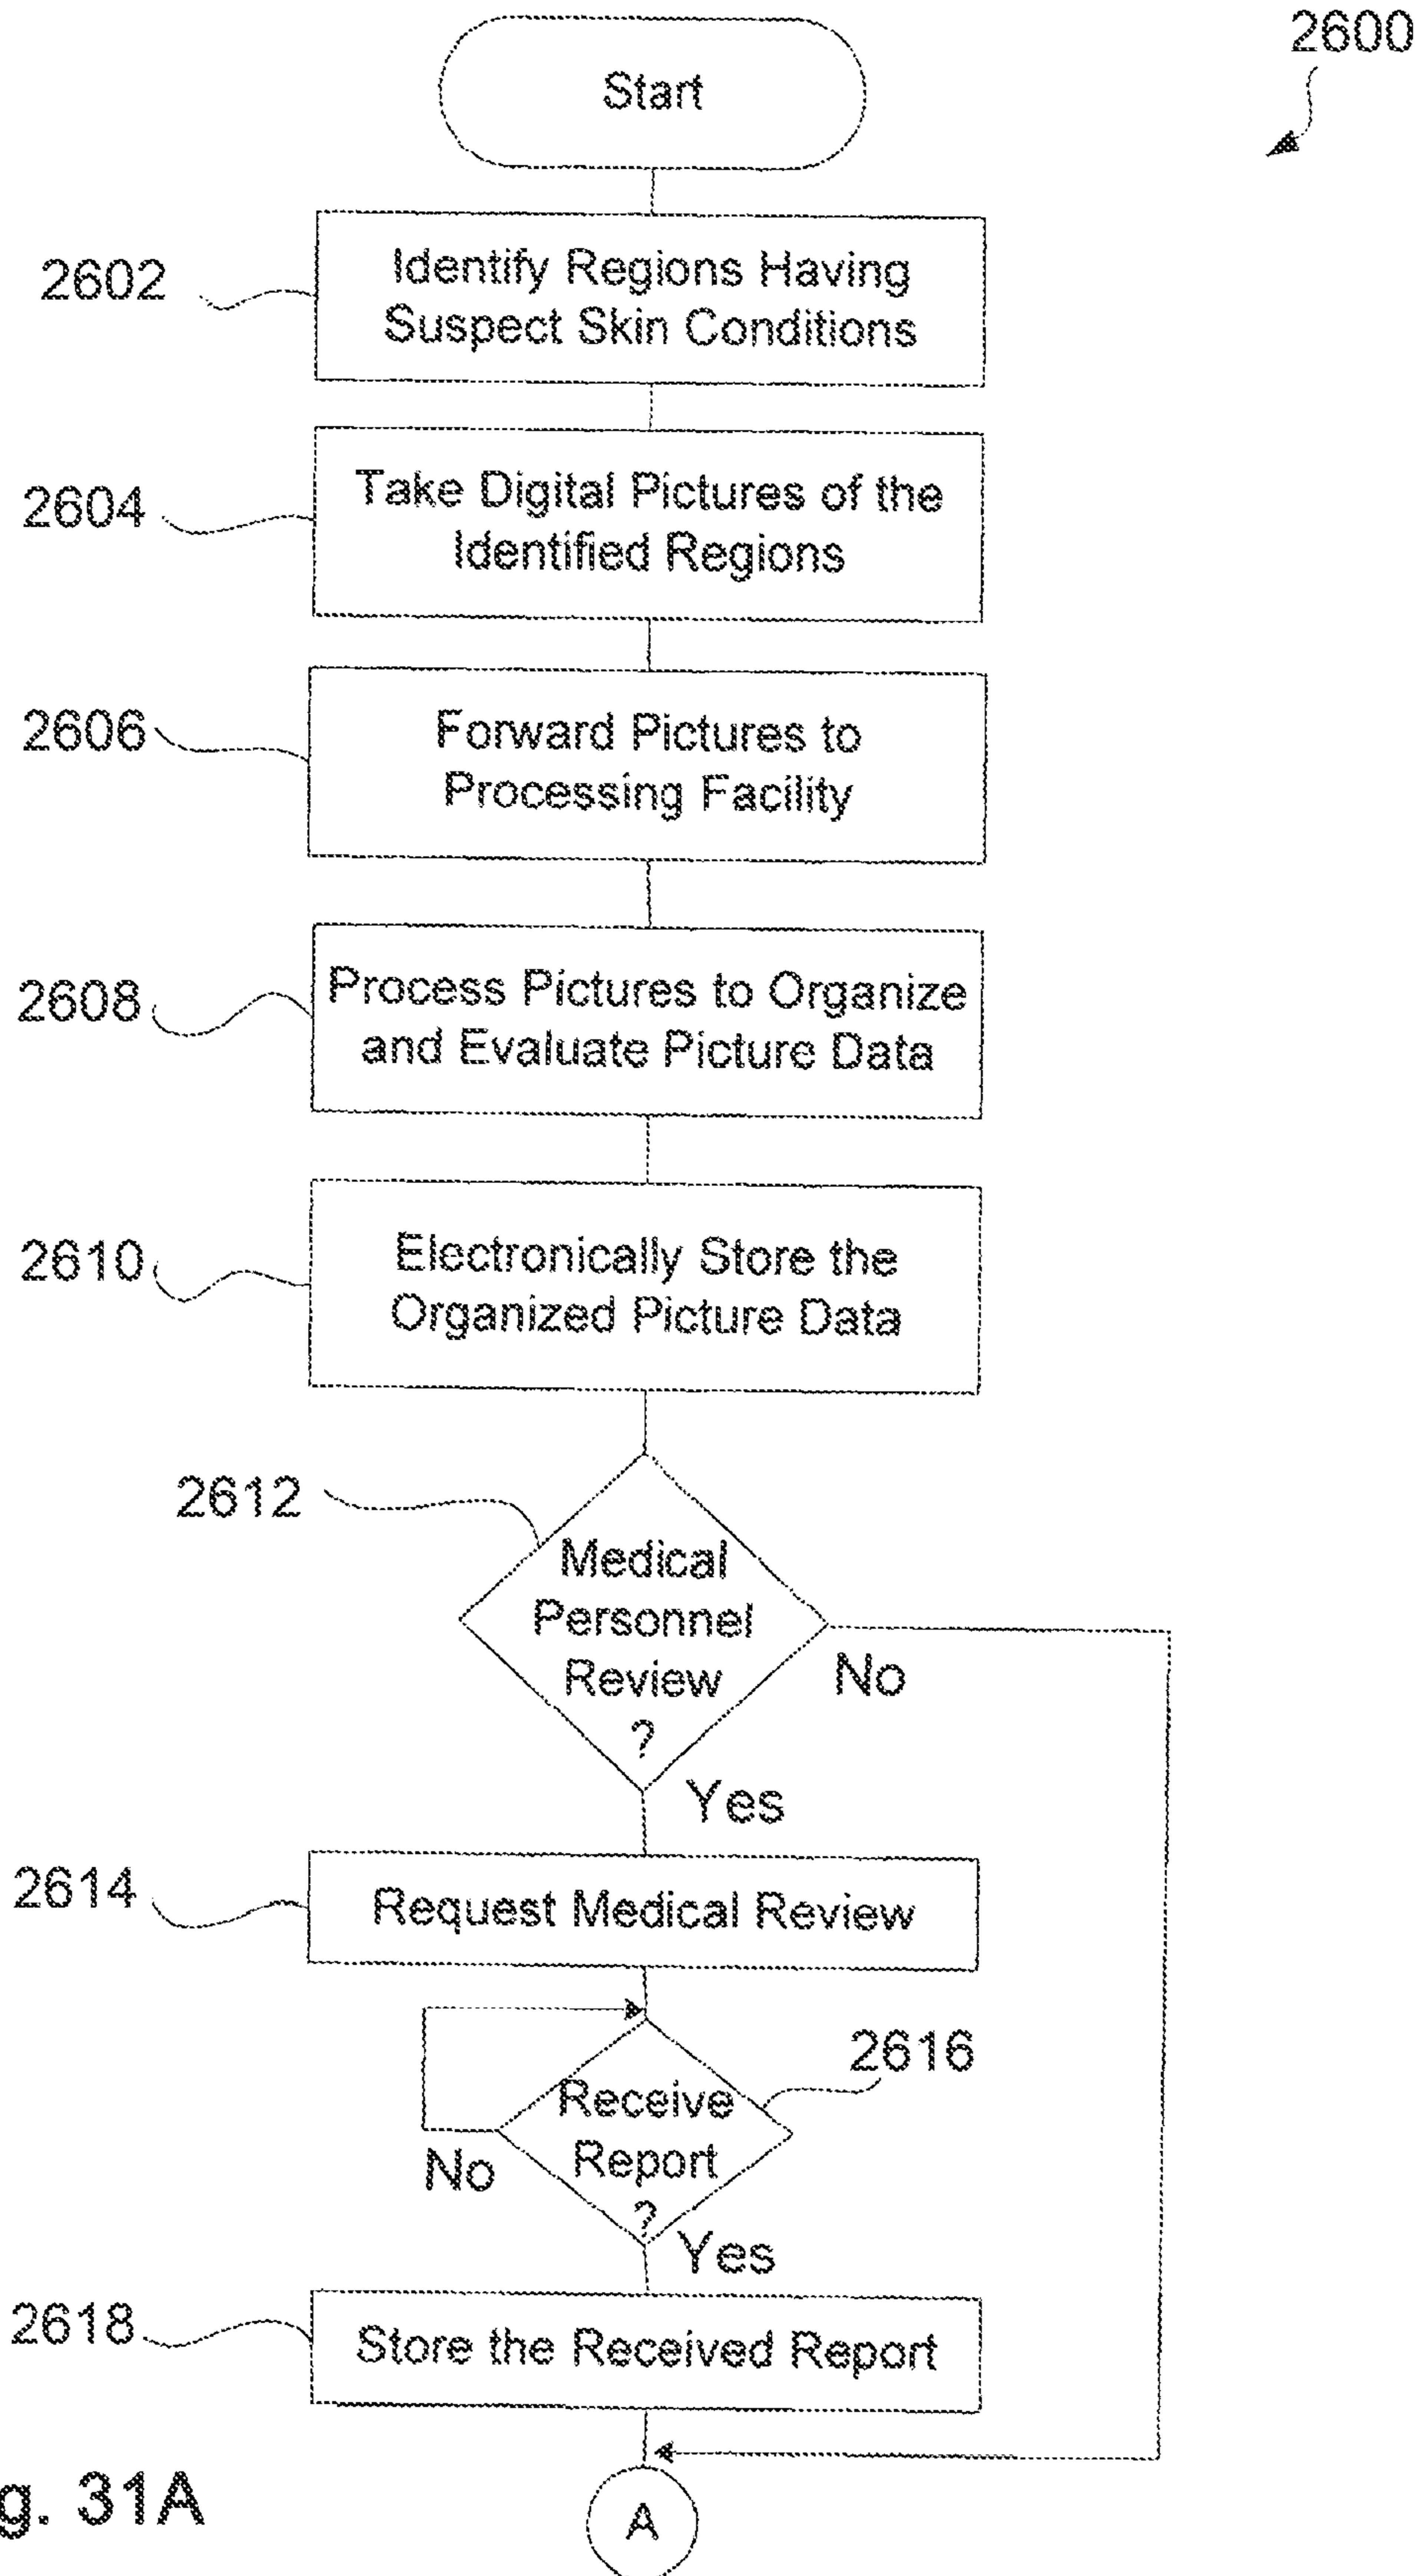 2600
Start
2602
Identify Regions Having
Suspect Skin Conditions
2604
Take Digital Pictures of the
Identified Regions
2606
Forward Pictures to
Processing Facility
2608
Process Pictures to Organize
and Evaluate Picture Data
2610
Electronically Store the
Organized Picture Data
2612
Medical
Personnel
Review
?
No
Yes
2614
Request Medical Review
2616
Receive
Report
?
No
Yes
2618
Store the Received Report
g. 31A
A